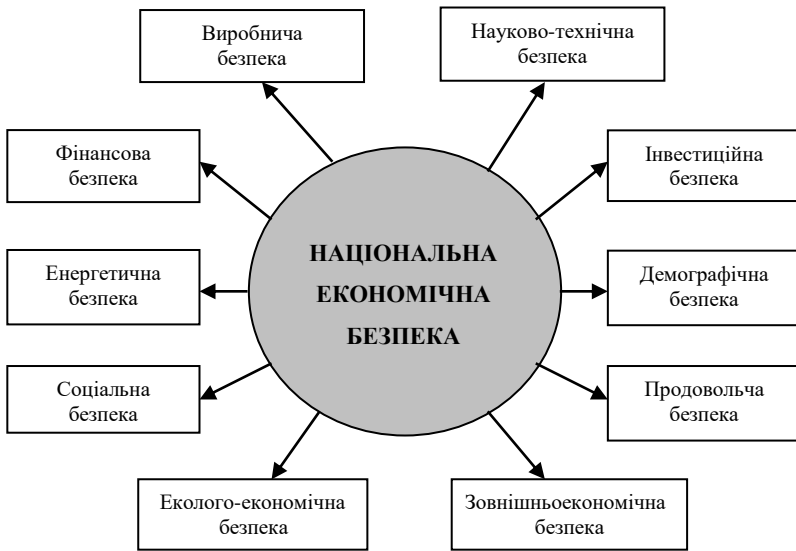 Виробнича
безпека
Науково-технічна
безпека
Фінансова
безпека
Інвестиційна
безпека
НАЦІОНАЛЬНА
ЕКОНОМІЧНА
БЕЗПЕКА
Енергетична
безпека
Демографічна
безпека
Соціальна
безпека
Продовольча
безпека
Еколого-економічна
безпека
Зовнішньоекономічна
безпека